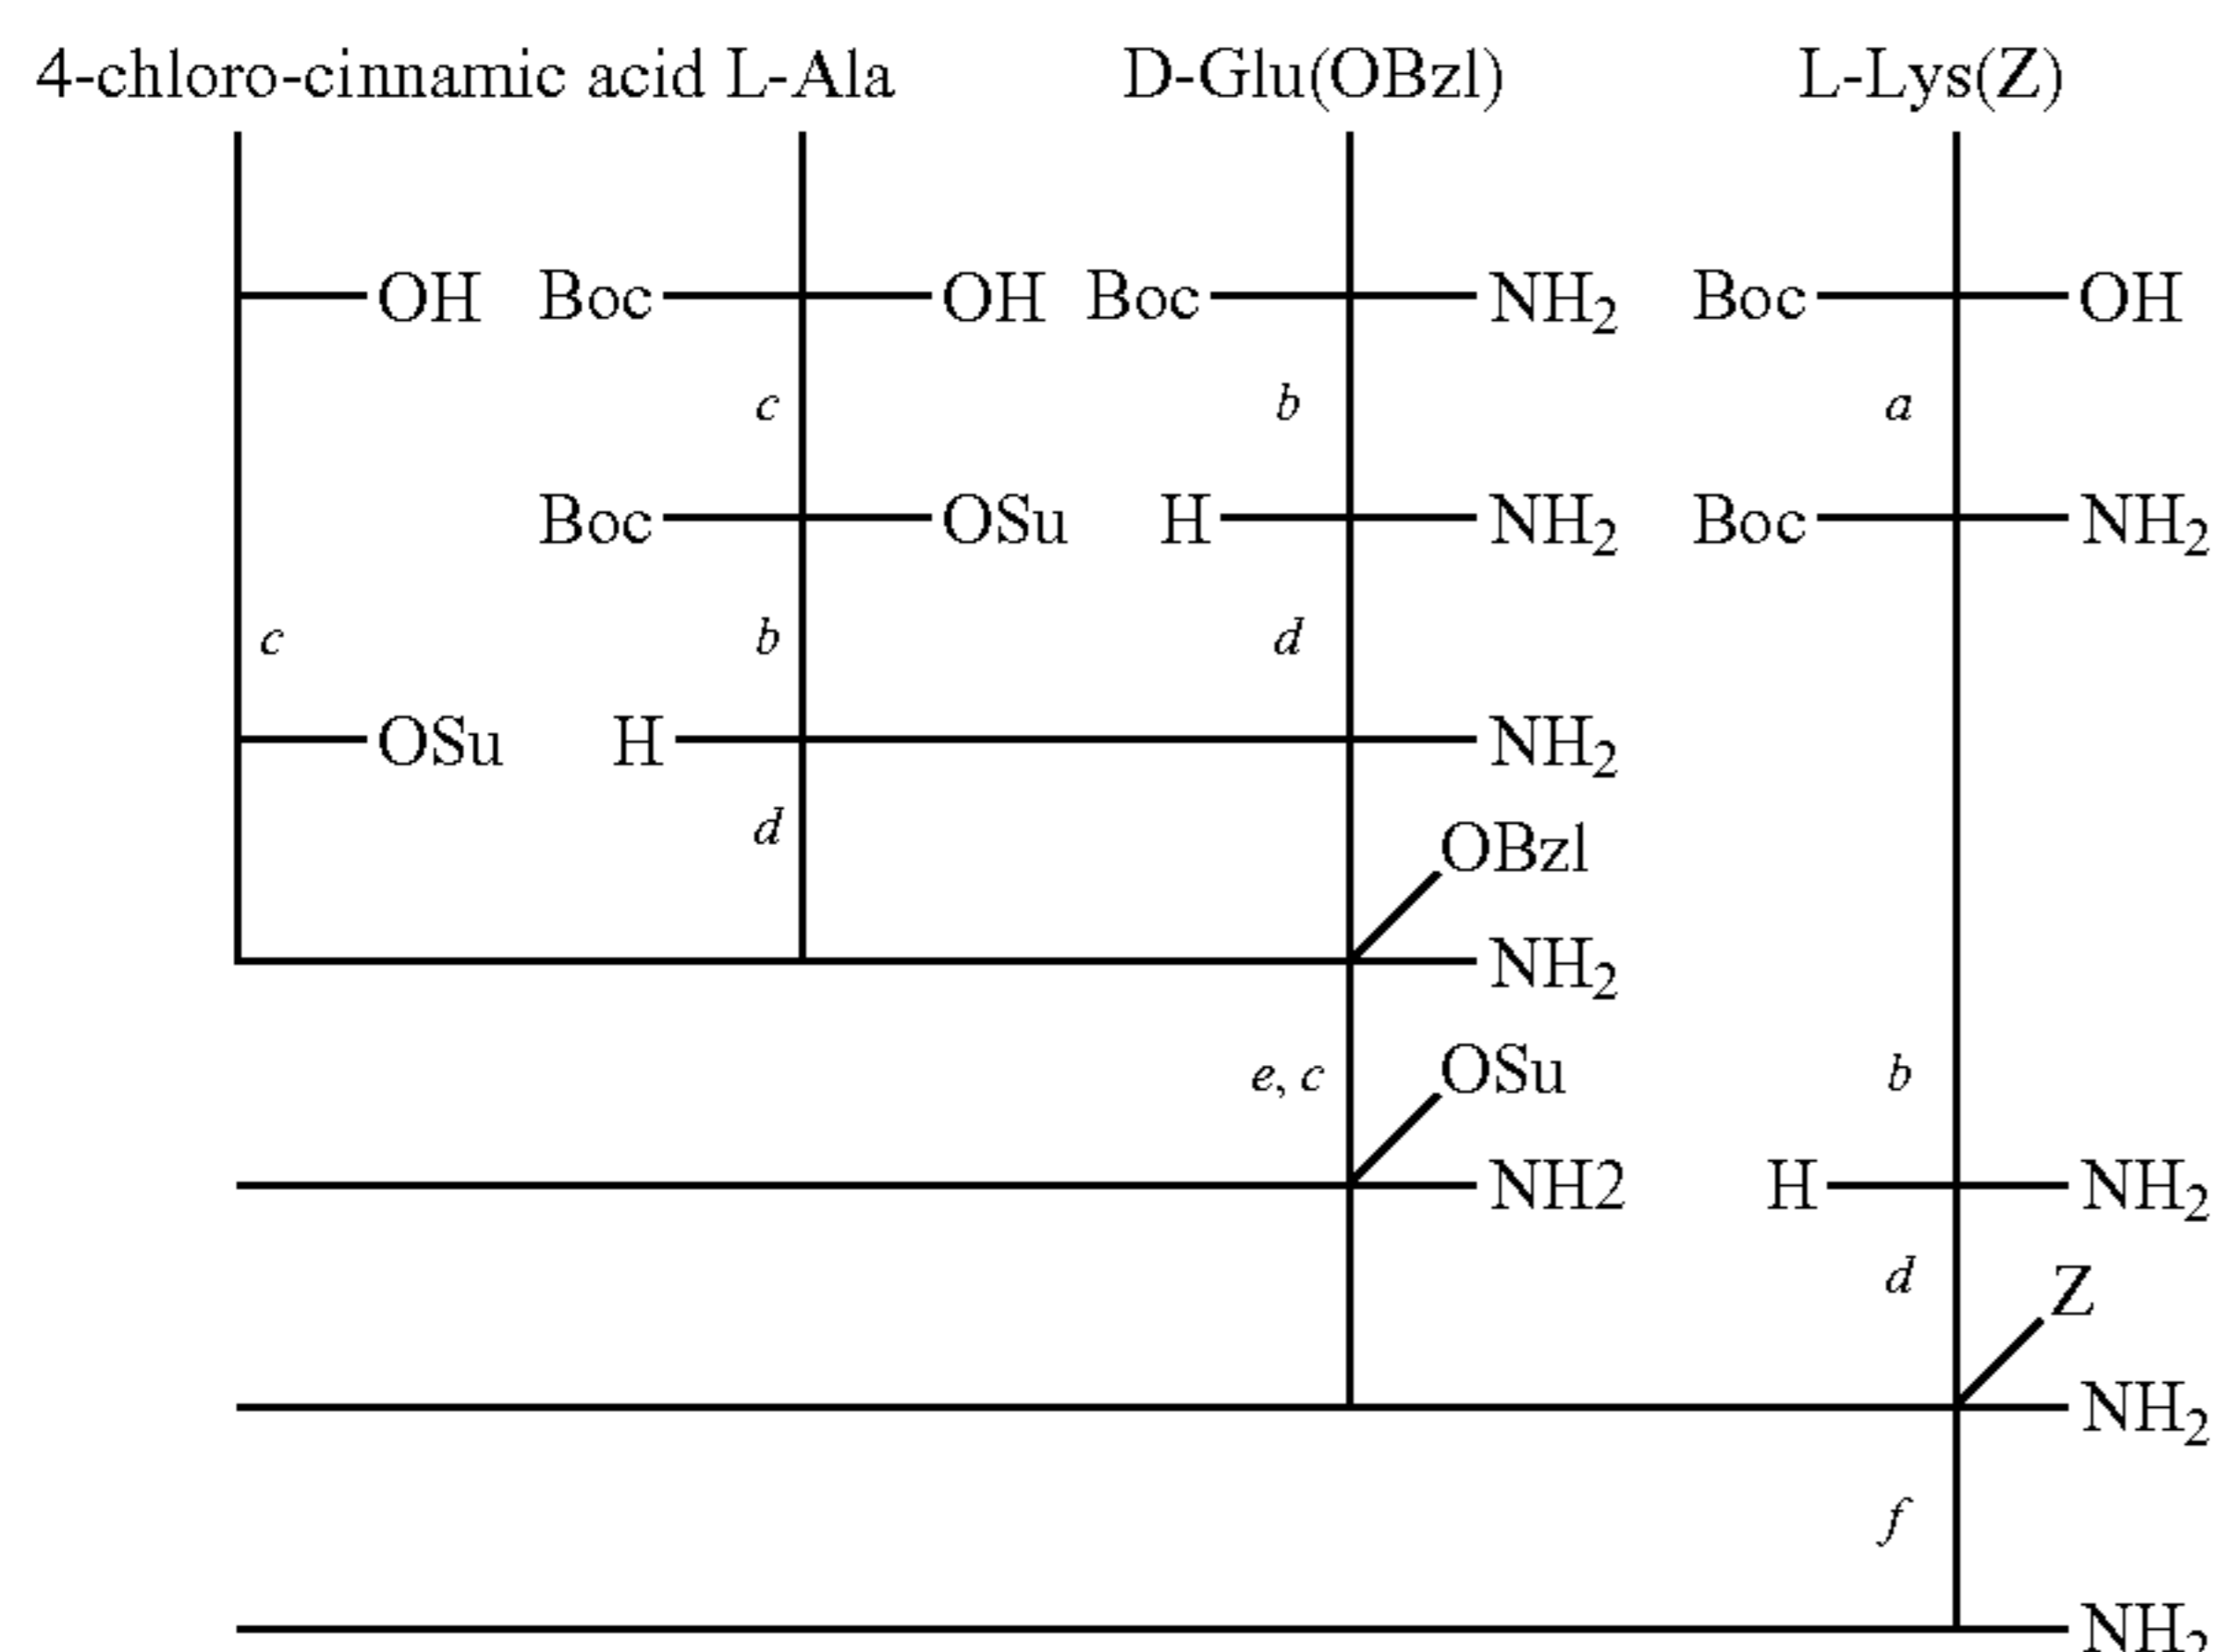 4-chloro-cinnamic acid L-Ala D-Glu(OBzl) L-Lys(Z)
OH Boc OH Boc NH2 Boc OH
c b a
Boc OSu H NH2 Boc NH2
c b d
OSu H NH2
d OBzl
NH2
e, c OSu b
NH2 H NH2
d Z
NH2
f
NH2